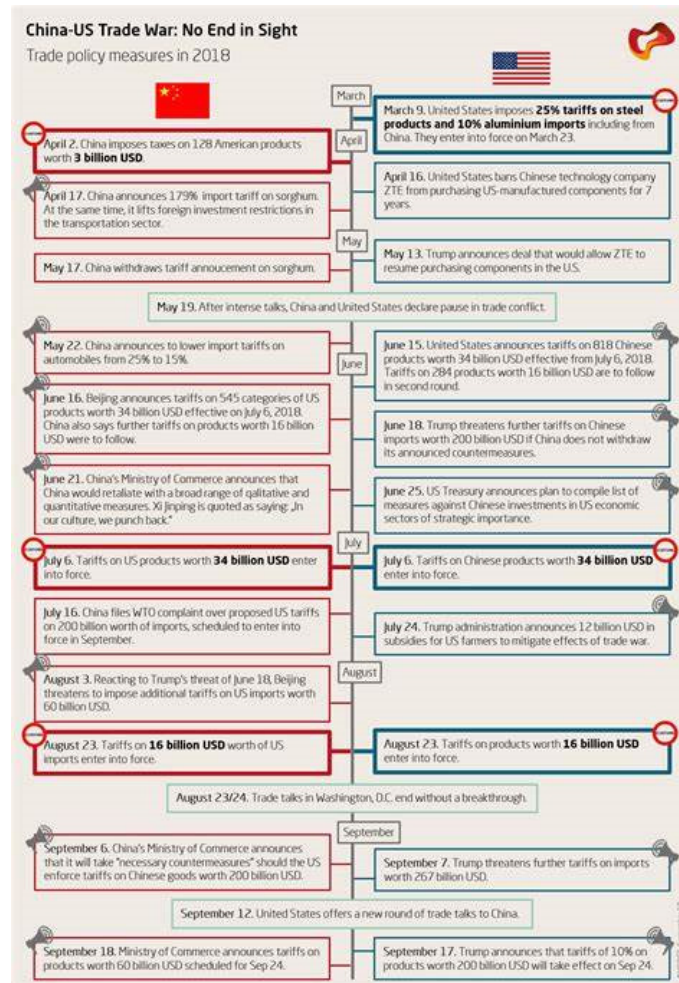 China-US Trade War: No End in Sight
Trade policy measures in 2018
March
March 9. United States imposes 25% tariffs on steel
products and 10% aluminium imports including from
China. They enter into force on March 23.
April 2. China imposes taxes on 128 American products
worth 3 billion USD.
April
April 16. United States bans Chinese technology company
ZTE from purchasing US-manufactured components for 7
years.
April 17. China announces 179% import tariff on sorghum.
At the same time, it lifts foreign investment restrictions in
the transportation sector.
May
May 13. Trump announces deal that would allow ZTE to
resume purchasing components in the U.S.
May 17. China withdraws tariff annoucement on sorghum.
May 19. After intense talks, China and United States declare pause in trade conflict.
May 22. China announces to lower import tariffs on
automobiles from 25% to 15%.
June
June 15. United States announces tariffs on 818 Chinese
products worth 34 billion USD effective from July 6, 2018.
Tariffs on 284 products worth 16 billion USD are to follow
in second round.
June 16. Beijing announces tariffs on 545 categories of US
products worth 34 billion USD effective on July 6, 2018.
China also says further tariffs on products worth 16 billion
USD were to follow.
June 18. Trump threatens further tariffs on Chinese
imports worth 200 billion USD if China does not withdraw
its announced countermeasures.
June 21. China's Ministry of Commerce announces that
China would retaliate with a broad range of qalitative and
quantitative measures. Xi Jinping is quoted as saying: „In
our culture, we punch back."
June 25. US Treasury announces plan to compile list of
measures against Chinese investments in US economic
sectors of strategic importance.
July
July 6. Tariffs on US products worth 34 billion USD enter
into force.
July 6. Tariffs on Chinese products worth 34 billion USD
enter into force.
July 16. China files WTO complaint over proposed US tariffs
on 200 billion worth of imports, scheduled to enter into
force in September.
July 24. Trump administration announces 12 billion USD in
subsidies for US farmers to mitigate effects of trade war.
August
August 3. Reacting to Trump's threat of June 18, Beijing
threatens to impose additional tariffs on US imports worth
60 billion USD.
August 23. Tariffs on 16 billion USD worth of US
imports enter into force.
August 23. Tariffs on products worth 16 billion USD
enter into force.
August 23/24. Trade talks in Washington, D.C. end without a breakthrough.
September
September 6. China's Ministry of Commerce announces
that it will take "necessary countermeasures" should the US
enforce tariffs on Chinese goods worth 200 billion USD.
September 7. Trump threatens further tariffs on imports
worth 267 billion USD.
September 12. United States offers a new round of trade talks to China.
September 18. Ministry of Commerce announces tariffs on
products worth 60 billion USD scheduled for Sep 24.
September 17. Trump announces that tariffs of 10% on
products worth 200 billion USD will take effect on Sep 24.